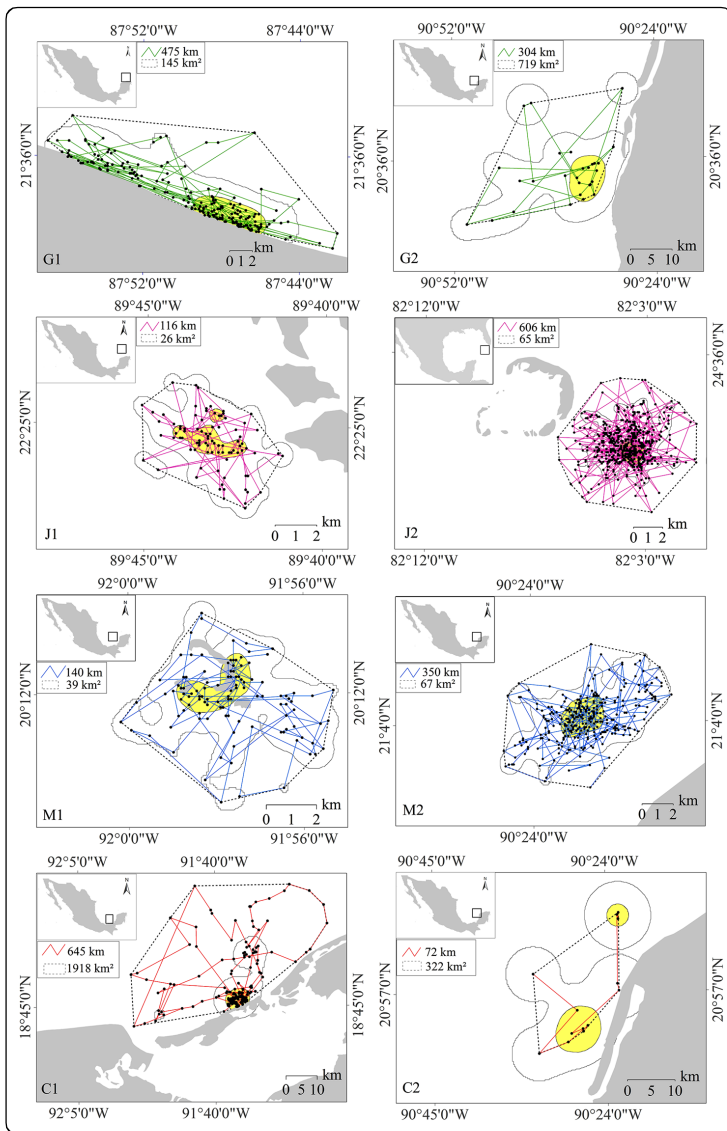 87°52'0"W 87°44'0"W
N
475 km
145 km²
21°36'0"N
21°36'0"N
km
0 1 2
G1
87°52'0"W 87°44'0"W
90°52'0"W 90°24'0"W
N
304 km
719 km²
20°36'0"N
20°36'0"N
km
0 5 10
G2
90°52'0"W 90°24'0"W
89°45'0"W 89°40'0"W
N
116 km
26 km²
22°25'0"N
22°25'0"N
km
0 1 2
J1
89°45'0"W 89°40'0"W
82°12'0"W 82°3'0"W
N
606 km
65 km²
24°36'0"N
km
0 1 2
J2
82°12'0"W 82°3'0"W
92°0'0"W 91°56'0"W
N
140 km
39 km²
20°12'0"N
20°12'0"N
km
0 1 2
M1
92°0'0"W 91°56'0"W
90°24'0"W
N
350 km
67 km²
21°4'0"N
21°4'0"N
km
0 1 2
M2
90°24'0"W
92°5'0"W 91°40'0"W
N
645 km
1918 km²
18°45'0"N
18°45'0"N
km
0 5 10
C1
92°5'0"W 91°40'0"W
90°45'0"W 90°24'0"W
N
72 km
322 km²
20°57'0"N
20°57'0"N
km
0 5 10
C2
90°45'0"W 90°24'0"W